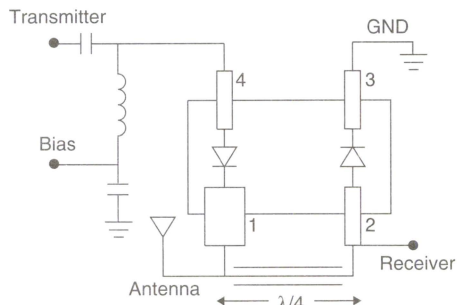 Transmitter
GND
4
3
Bias
1
2
Antenna
λ/4
Receiver